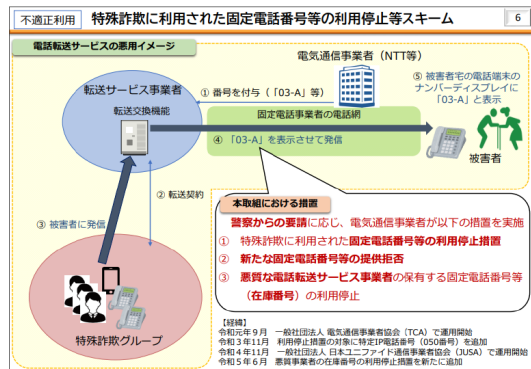 不適正利用 特殊詐欺に利用された固定電話番号等の利用停止等スキーム 6
電話転送サービスの悪用イメージ
電気通信事業者（NTT等）
転送サービス事業者
転送交換機能
① 番号を付与（「03-A」等）
⑤ 被害者宅の電話端末の
ナンバーディスプレイに
「03-A」と表示
固定電話事業者の電話網
④ 「03-A」を表示させて発信
被害者
② 転送契約
③ 被害者に発信
特殊詐欺グループ
本取組における措置
警察からの要請に応じ、電気通信事業者が以下の措置を実施
① 特殊詐欺に利用された固定電話番号等の利用停止措置
② 新たな固定電話番号等の提供拒否
③ 悪質な電話転送サービス事業者の保有する固定電話番号等
（在庫番号）の利用停止
【経緯】
令和元年９月 一般社団法人 電気通信事業者協会（TCA）で運用開始
令和３年11月 利用停止措置の対象に特定IP電話番号（050番号）を追加
令和４年11月 一般社団法人 日本ユニファイド通信事業者協会（JUSA）で運用開始
令和５年６月 悪質事業者の在庫番号の利用停止措置を新たに追加